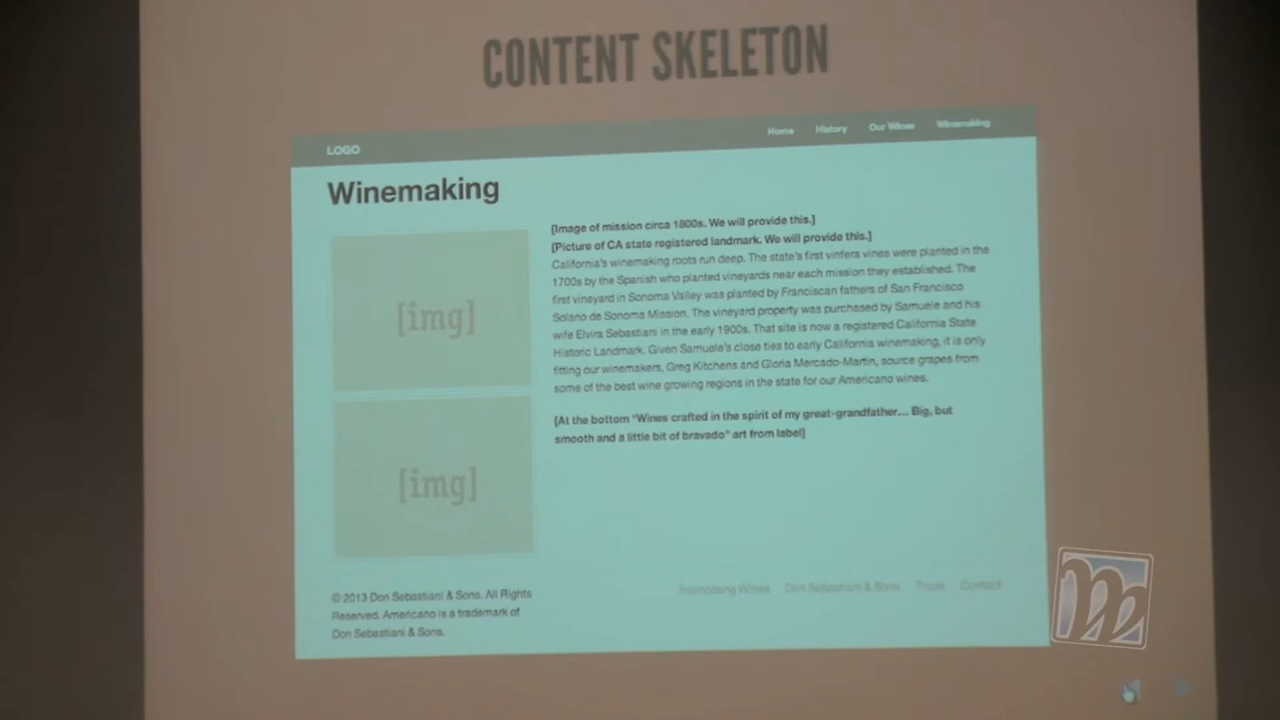 CONTENT SKELETON
LOGO
Home History Our Wines Winemaking
Winemaking
[img]
[img]
[Image of mission circa 1800s. We will provide this.]
[Picture of CA state registered landmark. We will provide this.]
California's winemaking roots run deep. The state's first vinfera vines were planted in the
1700s by the Spanish who planted vineyards near each mission they established. The
first vineyard in Sonoma Valley was planted by Franciscan fathers of San Francisco
Solano de Sonoma Mission. The vineyard property was purchased by Samuele and his
wife Elvira Sebastiani in the early 1900s. That site is now a registered California State
Historic Landmark. Given Samuele's close ties to early California winemaking, it is only
fitting our winemakers, Greg Kitchens and Gloria Mercado-Martin, source grapes from
some of the best wine growing regions in the state for our Americano wines.
[At the bottom "Wines crafted in the spirit of my great-grandfather... Big, but
smooth and a little bit of bravado" art from label]
© 2013 Don Sebastiani & Sons. All Rights
Reserved. Americano is a trademark of
Don Sebastiani & Sons.
Wines Don Sebastiani & Sons Trade Contact